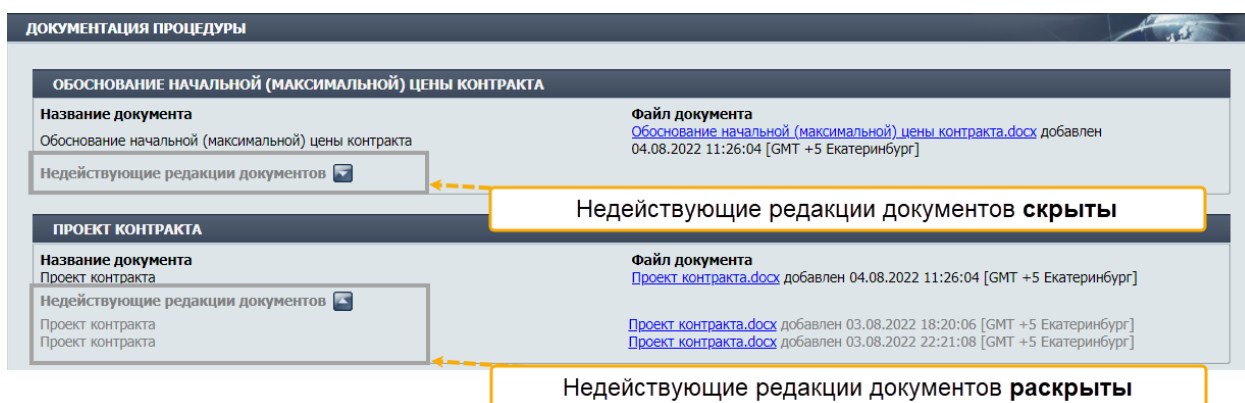 ДОКУМЕНТАЦИЯ ПРОЦЕДУРЫ
ОБОСНОВАНИЕ НАЧАЛЬНОЙ (МАКСИМАЛЬНОЙ) ЦЕНЫ КОНТРАКТА
Название документа
Файл документа
Обоснование начальной (максимальной) цены контракта
Обоснование начальной (максимальной) цены контракта.docx добавлен
04.08.2022 11:26:04 [GMT +5 Екатеринбург]
Недействующие редакции документов
Недействующие редакции документов скрыты
ПРОЕКТ КОНТРАКТА
Название документа
Файл документа
Проект контракта
Проект контракта.docx добавлен 04.08.2022 11:26:04 [GMT +5 Екатеринбург]
Недействующие редакции документов
Проект контракта
Проект контракта.docx добавлен 03.08.2022 18:20:06 [GMT +5 Екатеринбург]
Проект контракта
Проект контракта.docx добавлен 03.08.2022 22:21:08 [GMT +5 Екатеринбург]
Недействующие редакции документов раскрыты